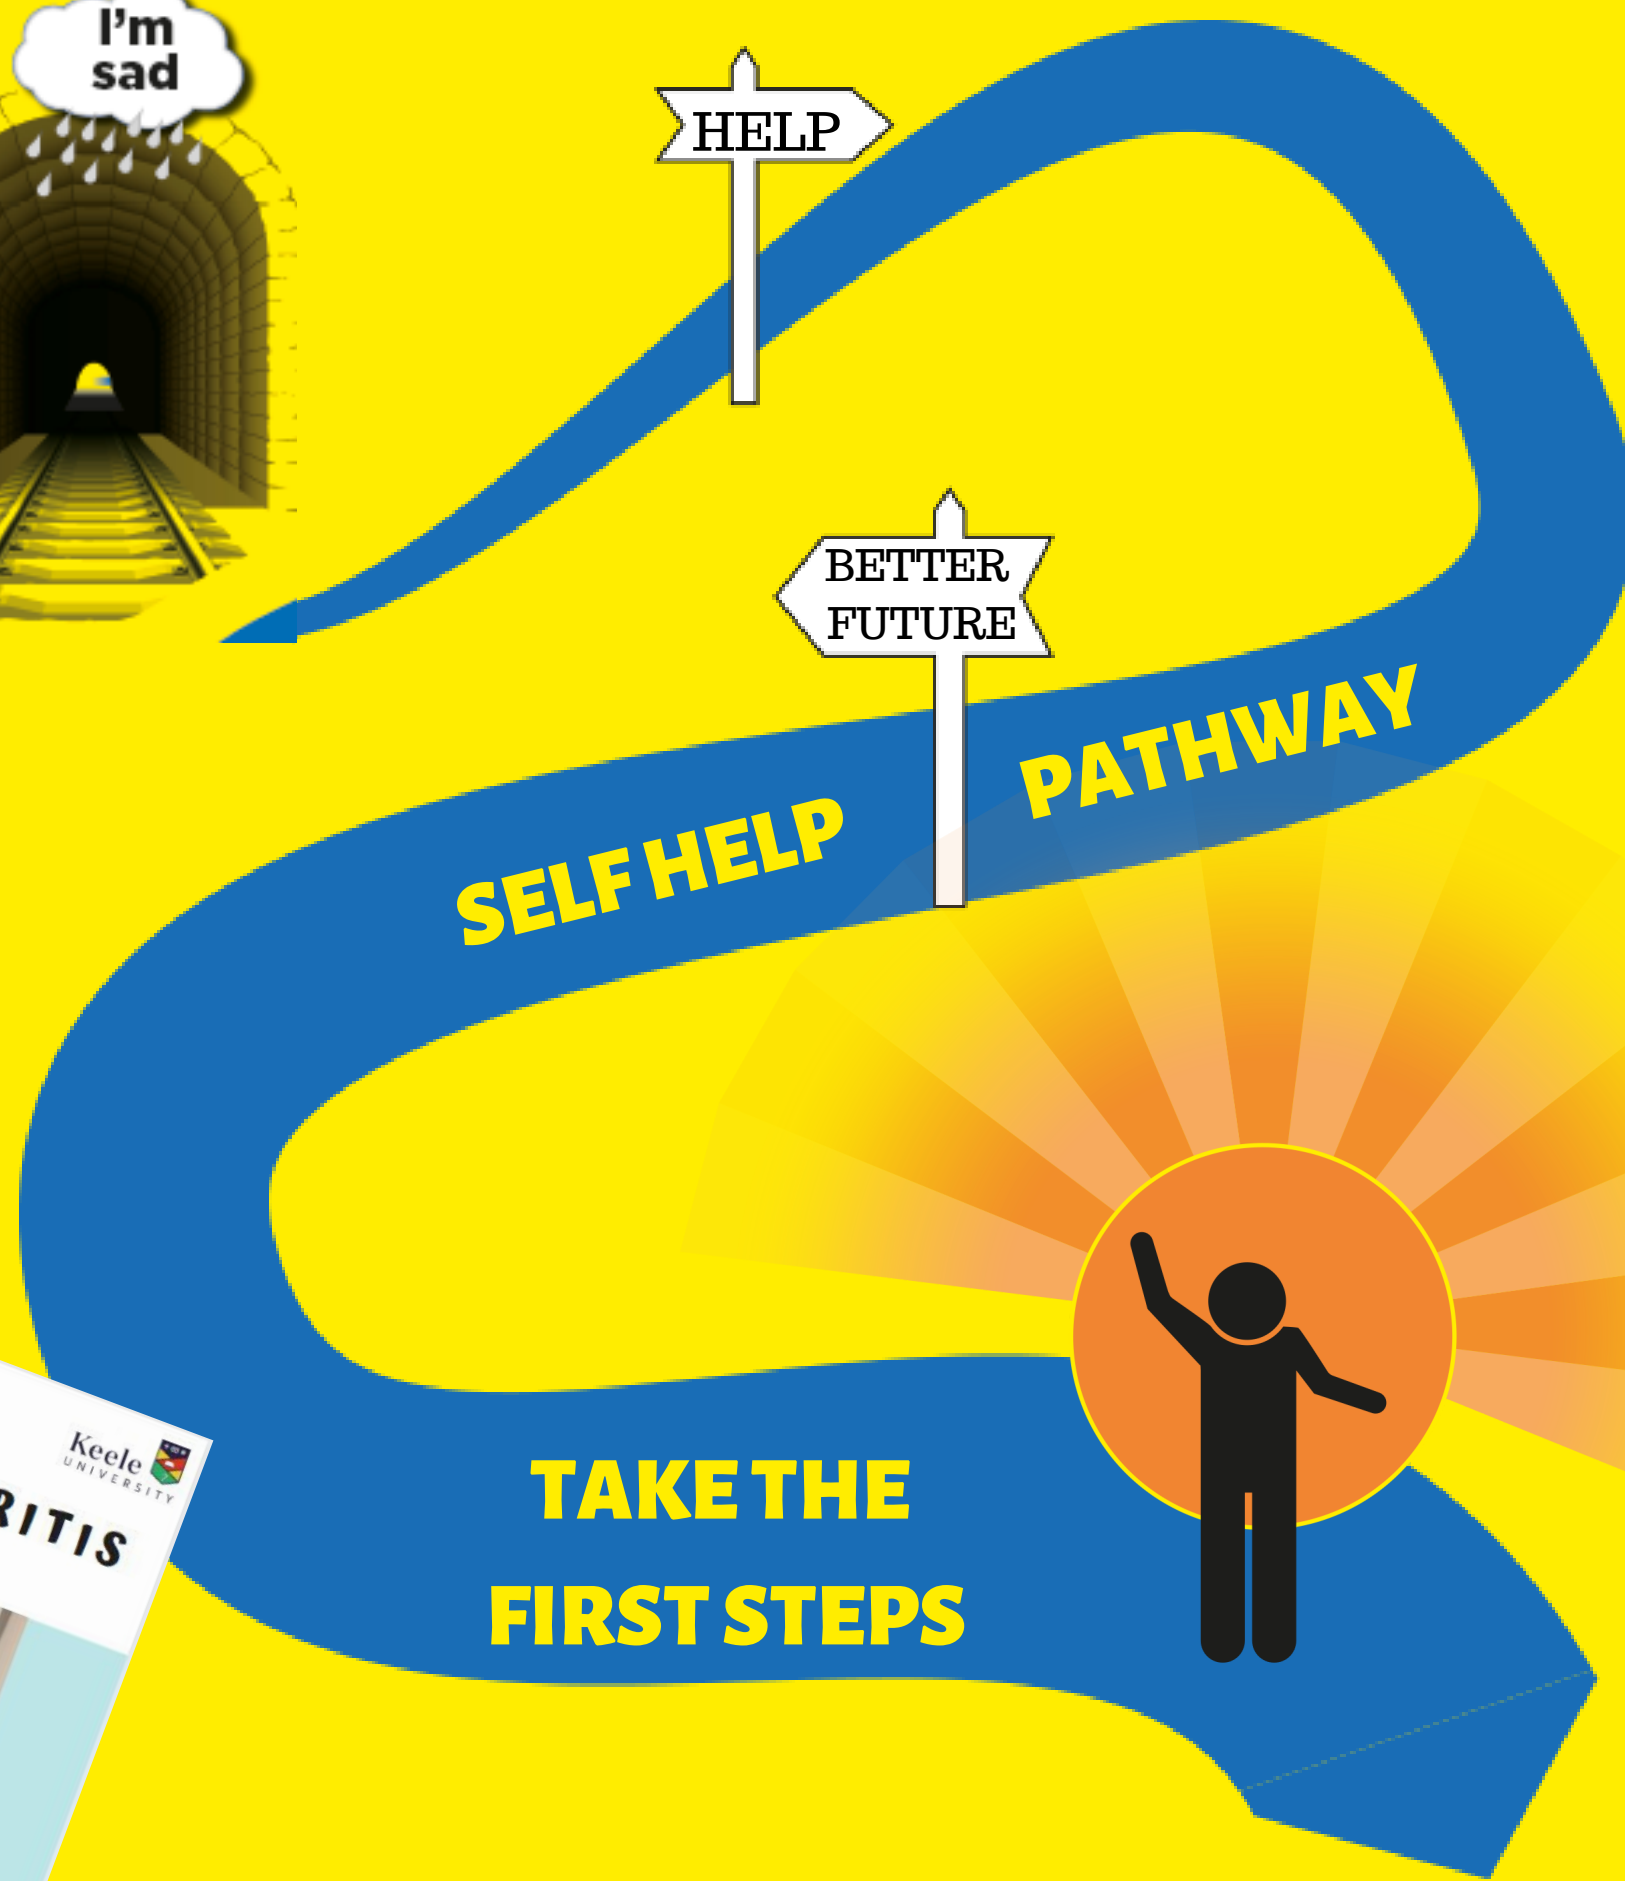 I'm
sad
HELP
BETTER
FUTURE
SELF HELP
PATHWAY
Keele
UNIVERSITY
RITIS
TAKE THE
FIRST STEPS